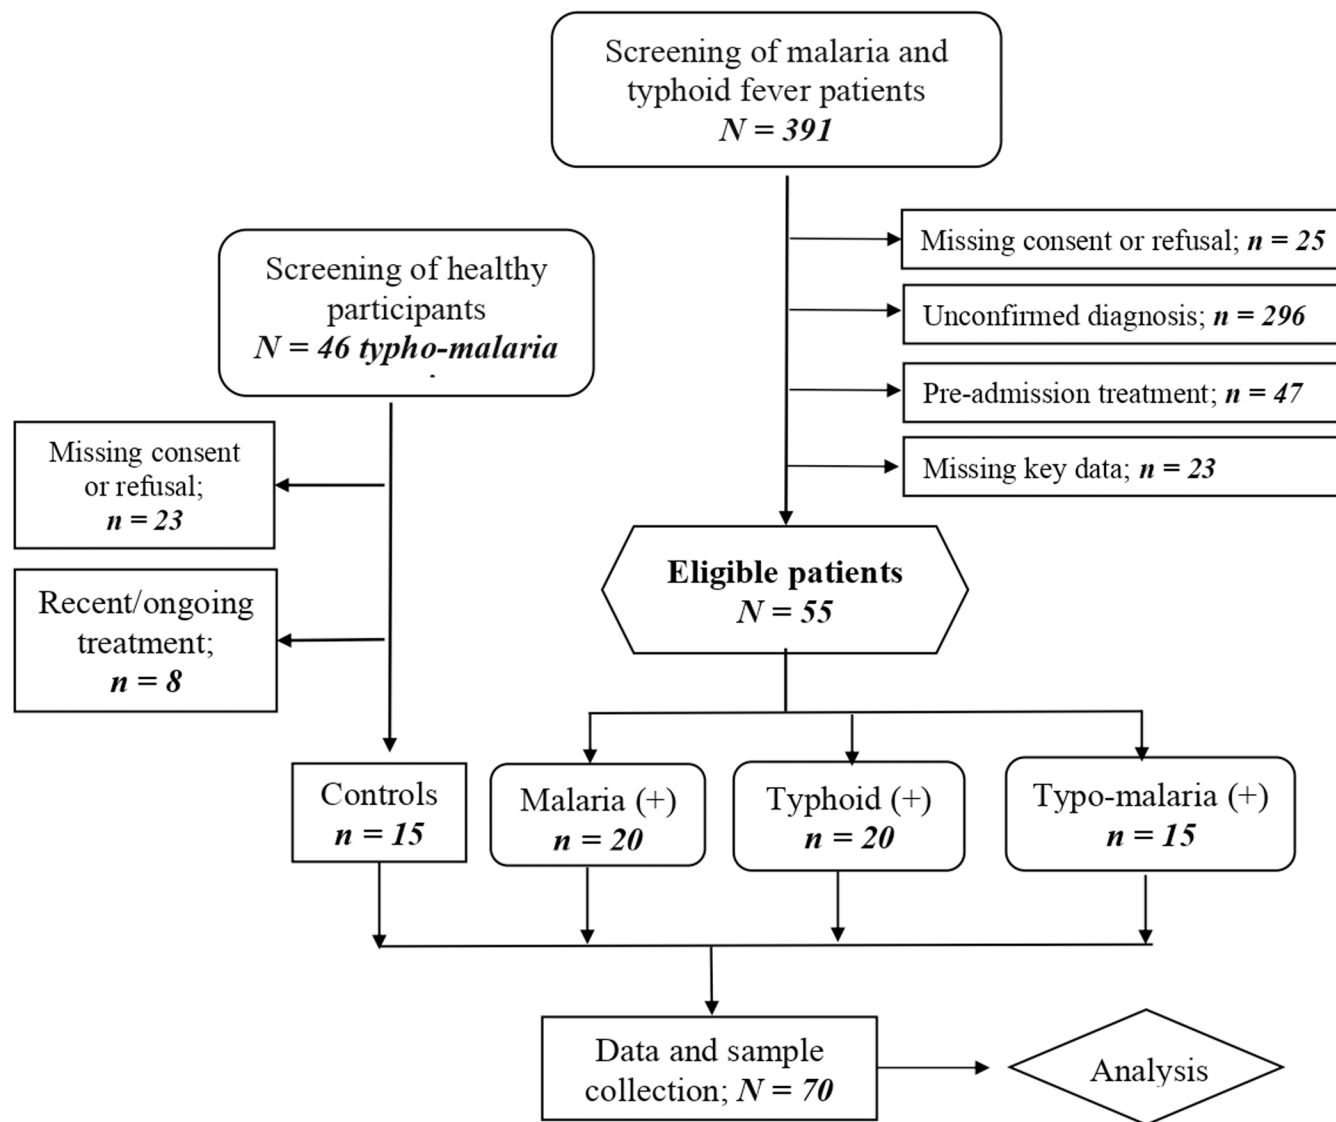 Screening of malaria and
typhoid fever patients
N = 391
Missing consent or refusal; n = 25
Unconfirmed diagnosis; n = 296
Pre-admission treatment; n = 47
Missing key data; n = 23
Screening of healthy
participants
N = 46 typho-malaria
Missing consent
or refusal;
n = 23
Recent/ongoing
treatment;
n = 8
Eligible patients
N = 55
Controls
n = 15
Malaria (+)
n = 20
Typhoid (+)
n = 20
Typo-malaria (+)
n = 15
Data and sample
collection; N = 70
Analysis